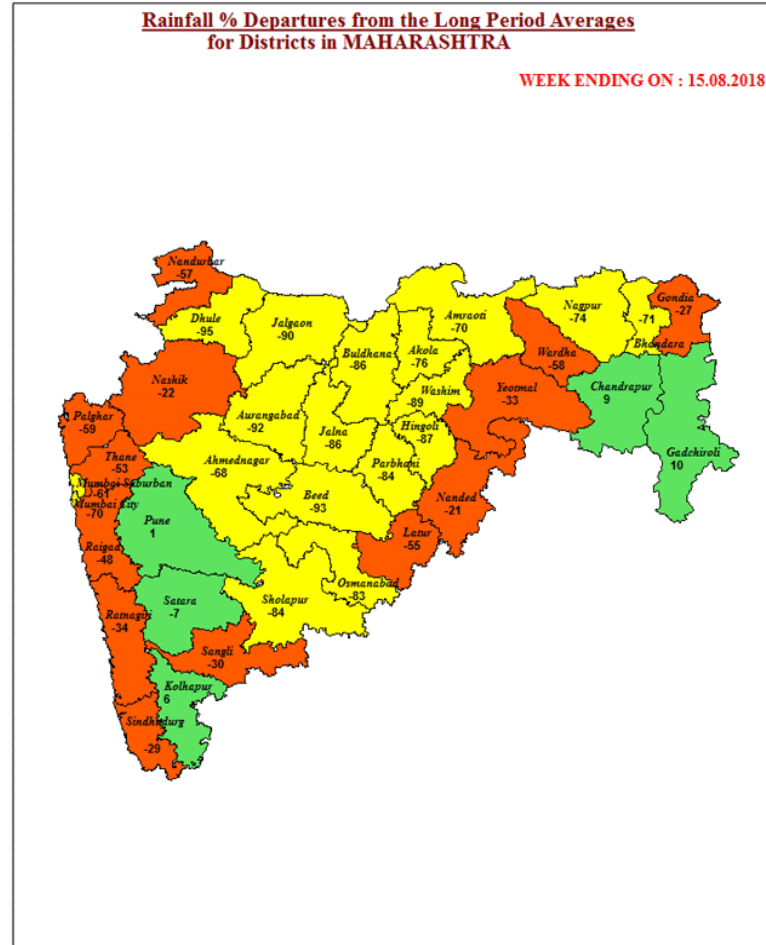 Rainfall % Departures from the Long Period Averages
for Districts in MAHARASHTRA
WEEK ENDING ON : 15.08.2018
Nandurbar
-57
Dhule
-95
Jalgaon
-90
Amraoti
-70
Nagpur
-74
-71
Bhandara
Gondia
-27
Buldhana
-86
Akola
-76
Wardha
-58
Washim
-89
Nashik
-22
Yeotmal
-33
Chandrapur
9
Palghar
-59
Aurangabad
-92
Jalna
-86
Hingoli
-87
Thane
-53
Ahmednagar
-68
Parbhani
-84
Gadchiroli
10
Mumbai Suburban
-61
Mumbai City
-70
Beed
-93
Nanded
-21
Pune
1
Raigad
-48
Latur
-55
Osmanabad
-83
Satara
-7
Sholapur
-84
Ratnagiri
-34
Sangli
-30
Kolhapur
6
Sindhudurg
-29